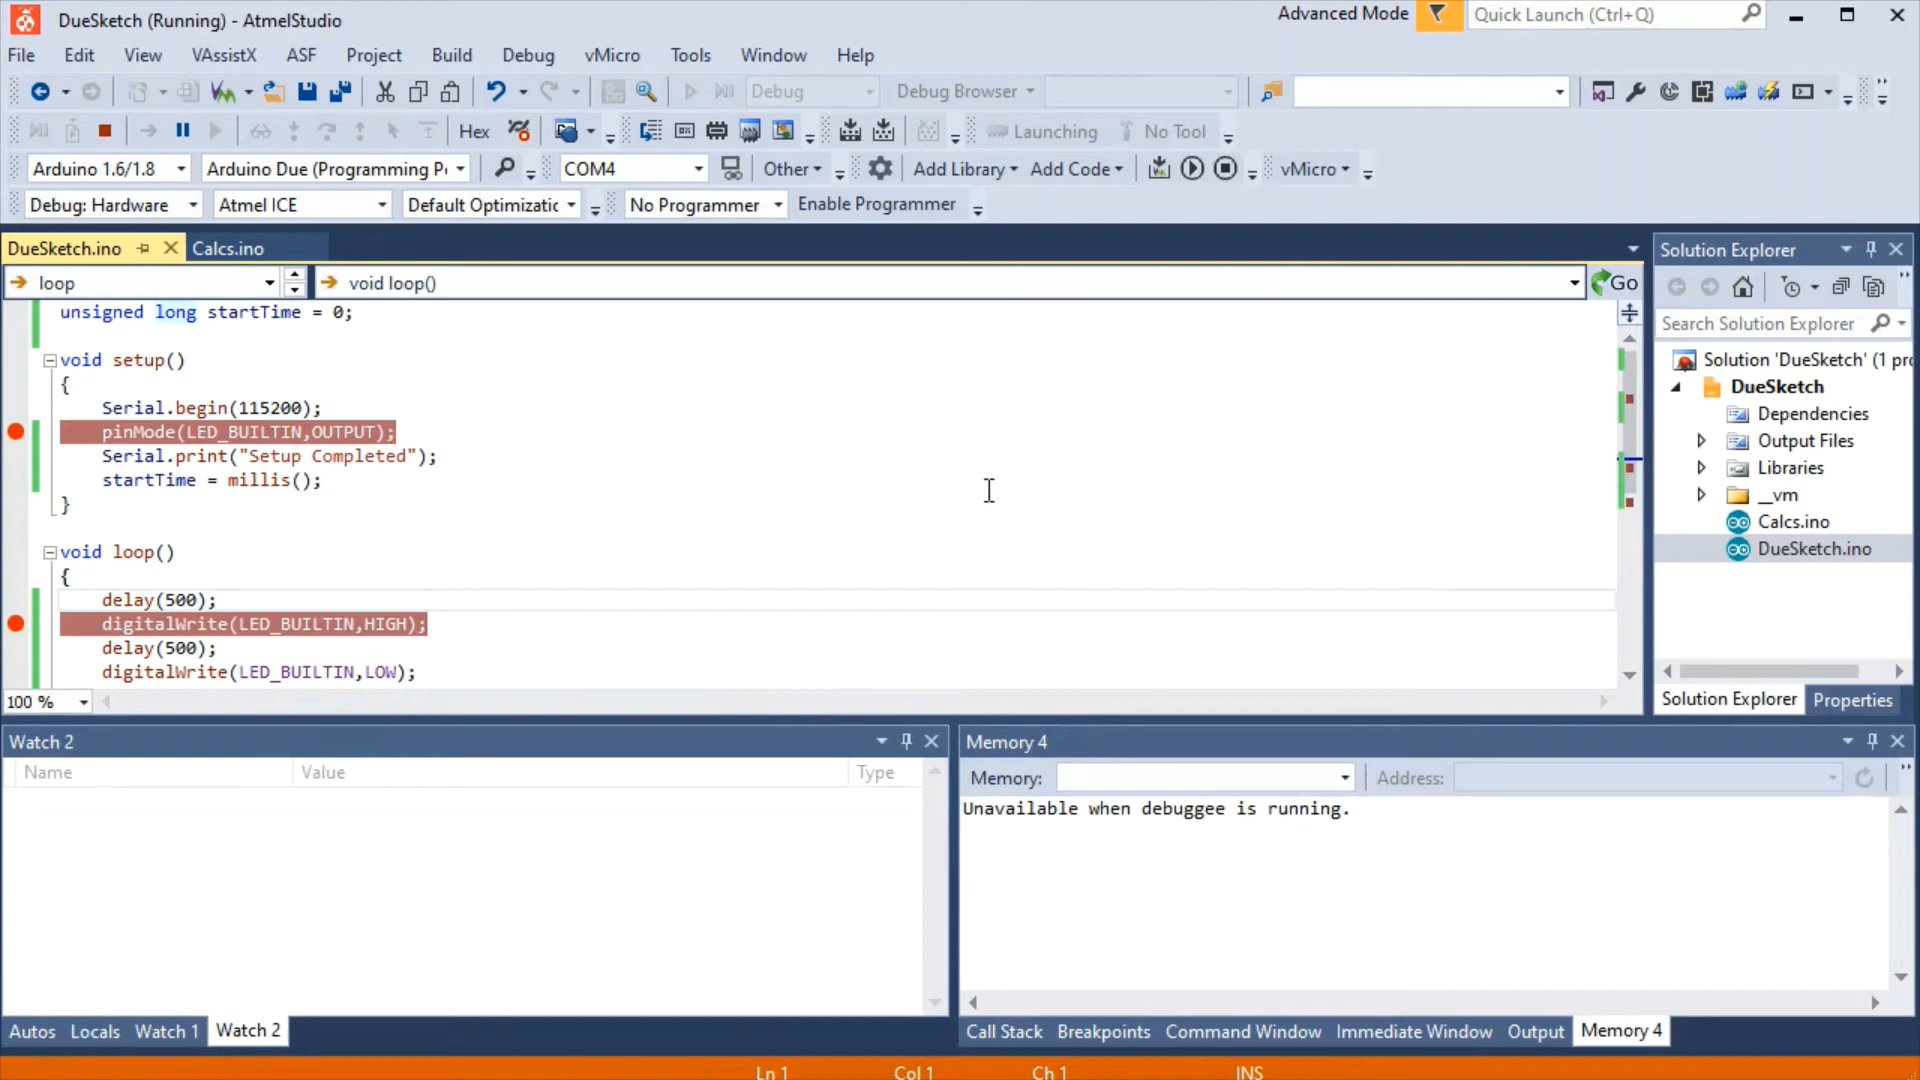 DueSketch (Running) - AtmelStudio
Advanced Mode
Quick Launch (Ctrl+Q)
File Edit View VAssistX ASF Project Build Debug vMicro Tools Window Help
Debug
Debug Browser
Hex
Launching
No Tool
Arduino 1.6/1.8
Arduino Due (Programming P
COM4
Other
Add Library
Add Code
vMicro
Debug: Hardware
Atmel ICE
Default Optimizatic
No Programmer
Enable Programmer
DueSketch.ino
Calcs.ino
loop
void loop()
Go
unsigned long startTime = 0;
void setup()
{
Serial.begin(115200);
pinMode(LED_BUILTIN,OUTPUT);
Serial.print("Setup Completed");
startTime = millis();
}
void loop()
{
delay(500);
digitalWrite(LED_BUILTIN,HIGH);
delay(500);
digitalWrite(LED_BUILTIN,LOW);
100 %
Solution Explorer
Search Solution Explorer
Solution 'DueSketch' (1 pr
DueSketch
Dependencies
Output Files
Libraries
__vm
Calcs.ino
DueSketch.ino
Solution Explorer
Properties
Watch 2
Name
Value
Type
Autos
Locals
Watch 1
Watch 2
Memory 4
Memory:
Address:
Unavailable when debuggee is running.
Call Stack
Breakpoints
Command Window
Immediate Window
Output
Memory 4
Ln 1
Col 1
Ch 1
INS